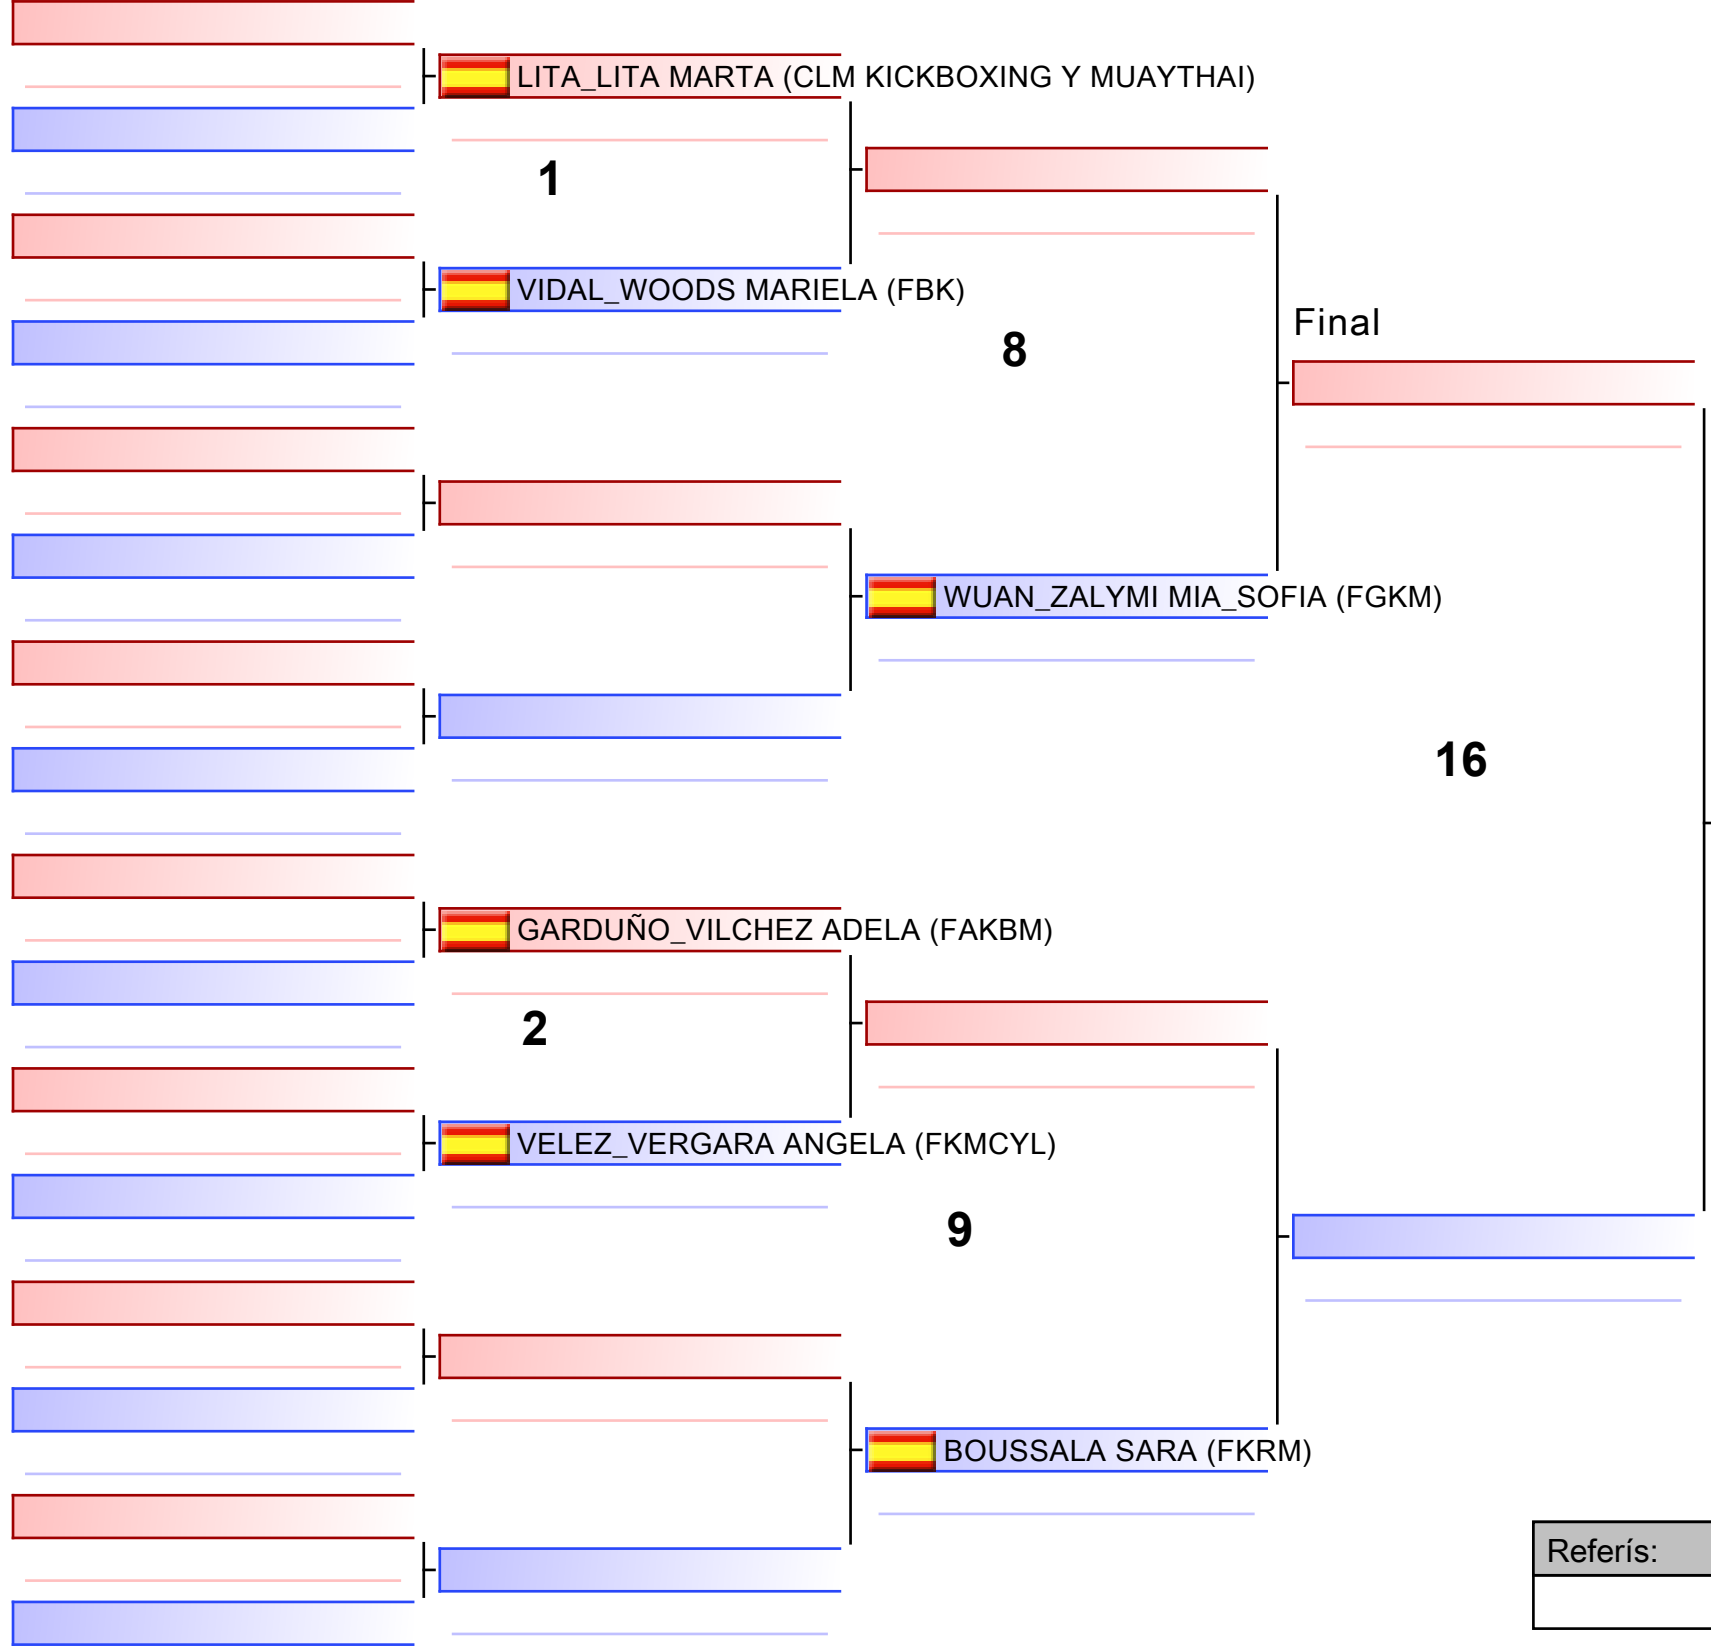 LITA_LITA MARTA (CLM KICKBOXING Y MUAYTHAI)
1
VIDAL_WOODS MARIELA (FBK)
8
Final
WUAN_ZALYMI MIA_SOFIA (FGKM)
16
GARDUÑO_VILCHEZ ADELA (FAKBM)
2
VELEZ_VERGARA ANGELA (FKMCYL)
9
BOUSSALA SARA (FKRM)
Referís: